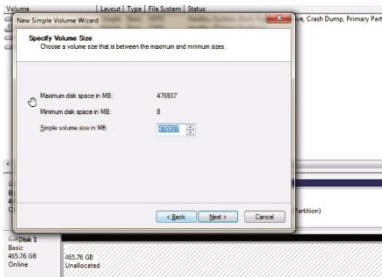 Volume Layout Type File System Status
New Simple Volume Wizard
ve, Crash Dump, Primary Part
Specify Volume Size
Choose a volume size that is between the maximum and minimum sizes.
Maximum disk space in MB: 476937
Minimum disk space in MB: 8
Simple volume size in MB: 476937
< Back Next > Cancel
Partition)
Disk 1
Basic
465.76 GB
Online
465.76 GB
Unallocated